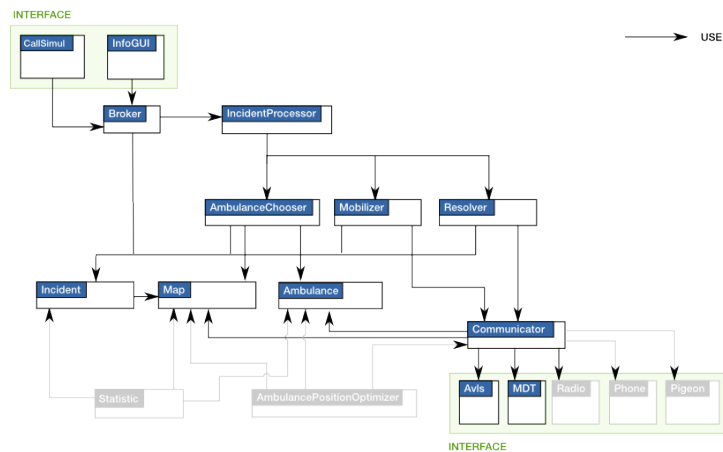 INTERFACE
CallSimul
InfoGUI
USE
Broker
IncidentProcessor
AmbulanceChooser
Mobilizer
Resolver
Incident
Map
Ambulance
Communicator
Statistic
AmbulancePositionOptimizer
Avls
MDT
Radio
Phone
Pigeon
INTERFACE